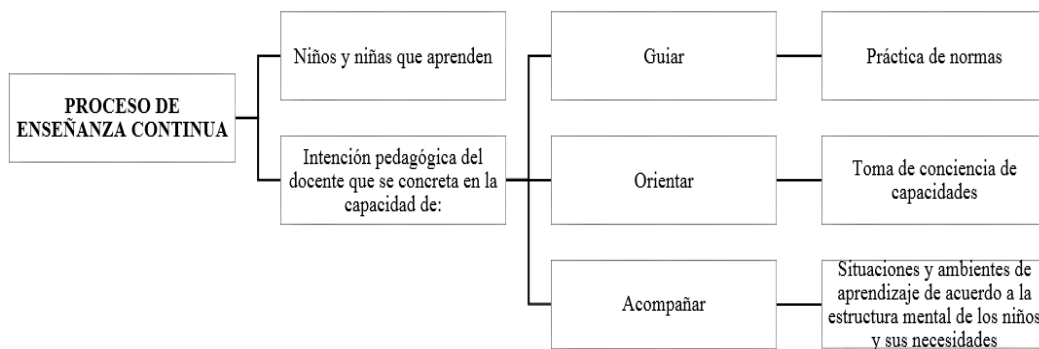 PROCESO DE
ENSEÑANZA CONTINUA
Niños y niñas que aprenden
Intención pedagógica del
docente que se concreta en la
capacidad de:
Guiar
Práctica de normas
Orientar
Toma de conciencia de
capacidades
Acompañar
Situaciones y ambientes de
aprendizaje de acuerdo a la
estructura mental de los niños
y sus necesidades